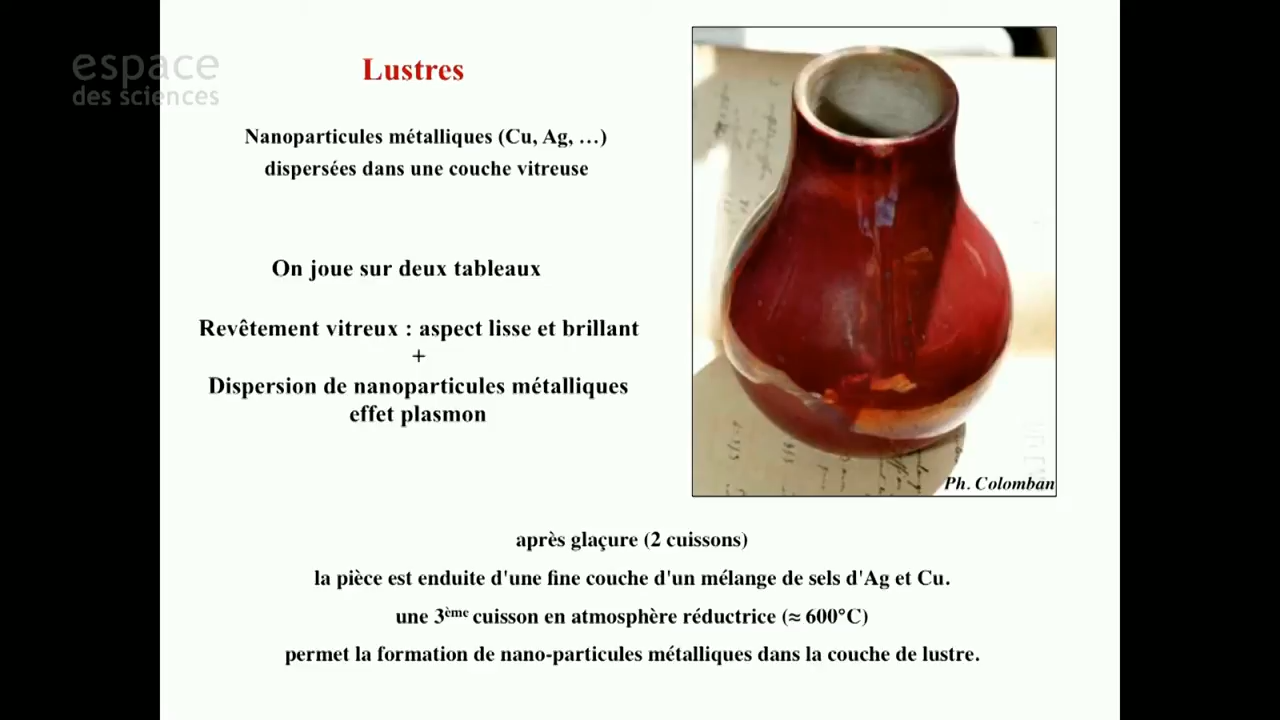 espace
des sciences
Lustres
Nanoparticules métalliques (Cu, Ag, …)
dispersées dans une couche vitreuse
On joue sur deux tableaux
Revêtement vitreux : aspect lisse et brillant
+
Dispersion de nanoparticules métalliques
effet plasmon
Ph. Colomban
après glaçure (2 cuissons)
la pièce est enduite d'une fine couche d'un mélange de sels d'Ag et Cu.
une 3ème cuisson en atmosphère réductrice (≈ 600°C)
permet la formation de nano-particules métalliques dans la couche de lustre.